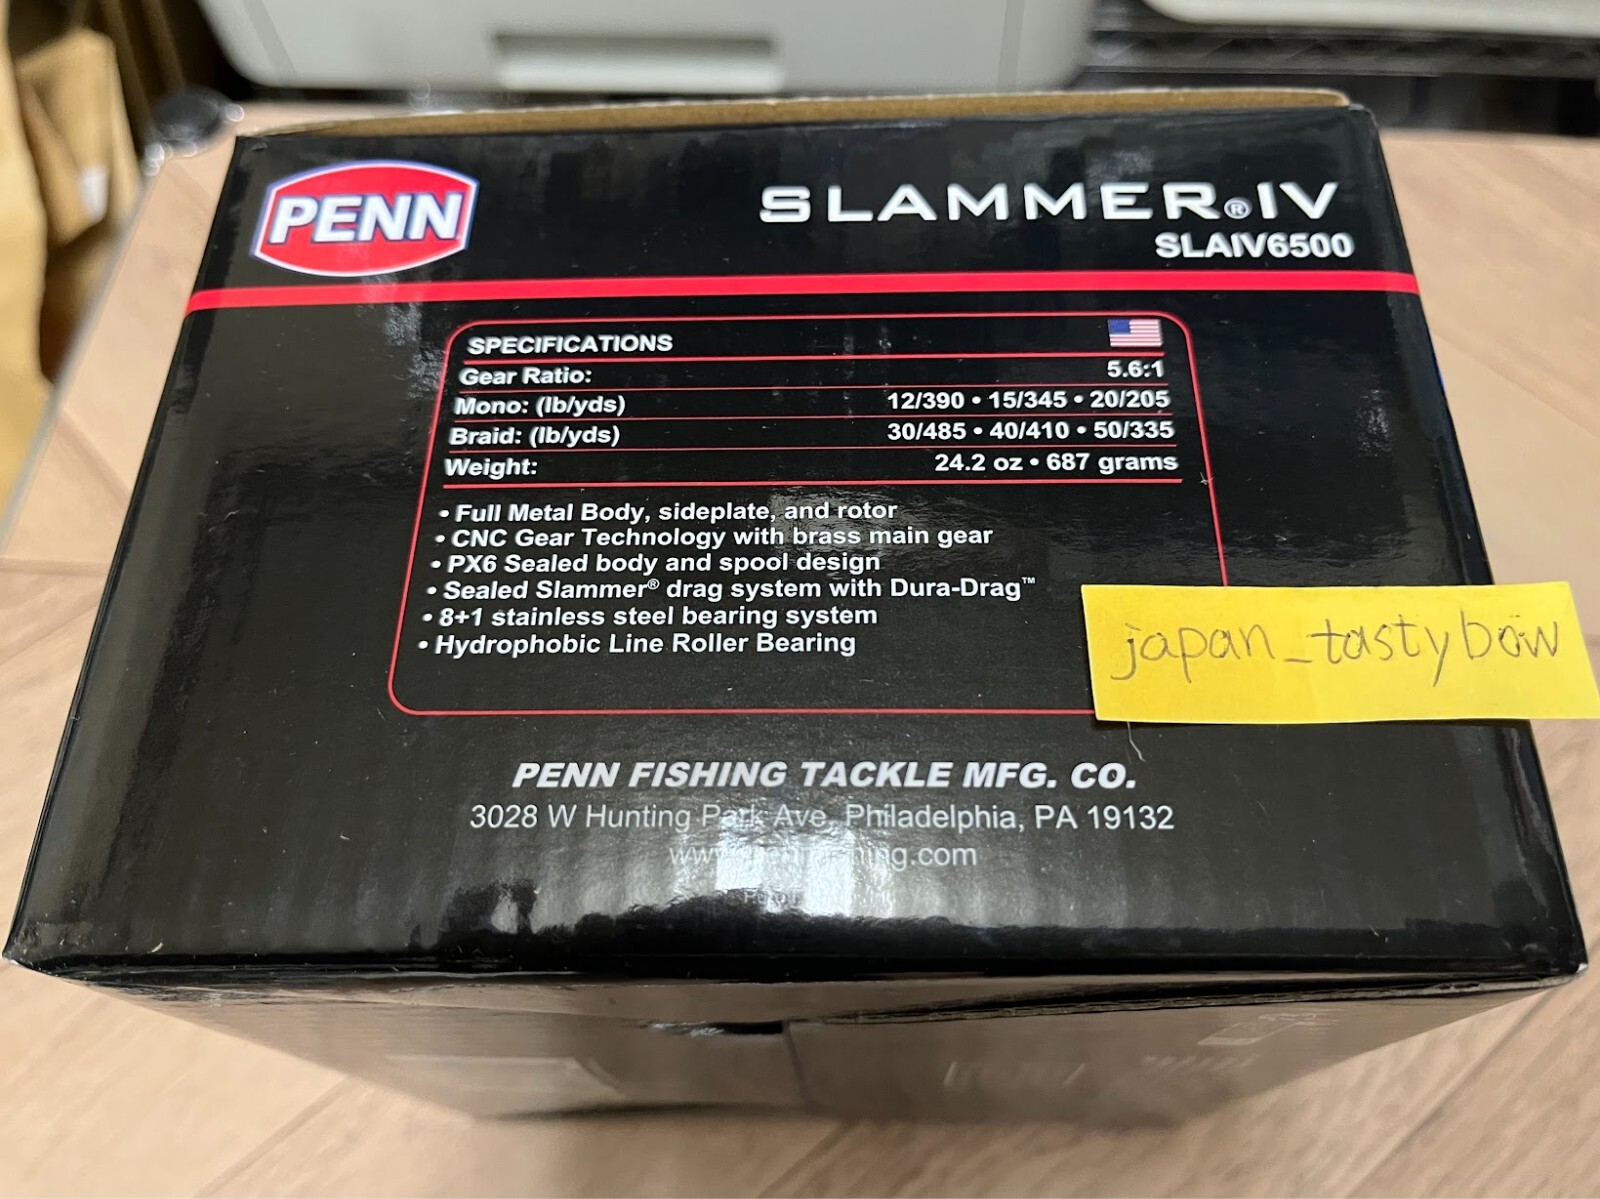 PENN
SLAMMER®IV
SLAIV6500
SPECIFICATIONS
Gear Ratio: 5.6:1
Mono: (lb/yds) 12/390 • 15/345 • 20/205
Braid: (lb/yds) 30/485 • 40/410 • 50/335
Weight: 24.2 oz • 687 grams
• Full Metal Body, sideplate, and rotor
• CNC Gear Technology with brass main gear
• PX6 Sealed body and spool design
• Sealed Slammer® drag system with Dura-Drag™
• 8+1 stainless steel bearing system
• Hydrophobic Line Roller Bearing
japan_tastybow
PENN FISHING TACKLE MFG. CO.
3028 W Hunting Park Ave. Philadelphia, PA 19132
www.pennfishing.com